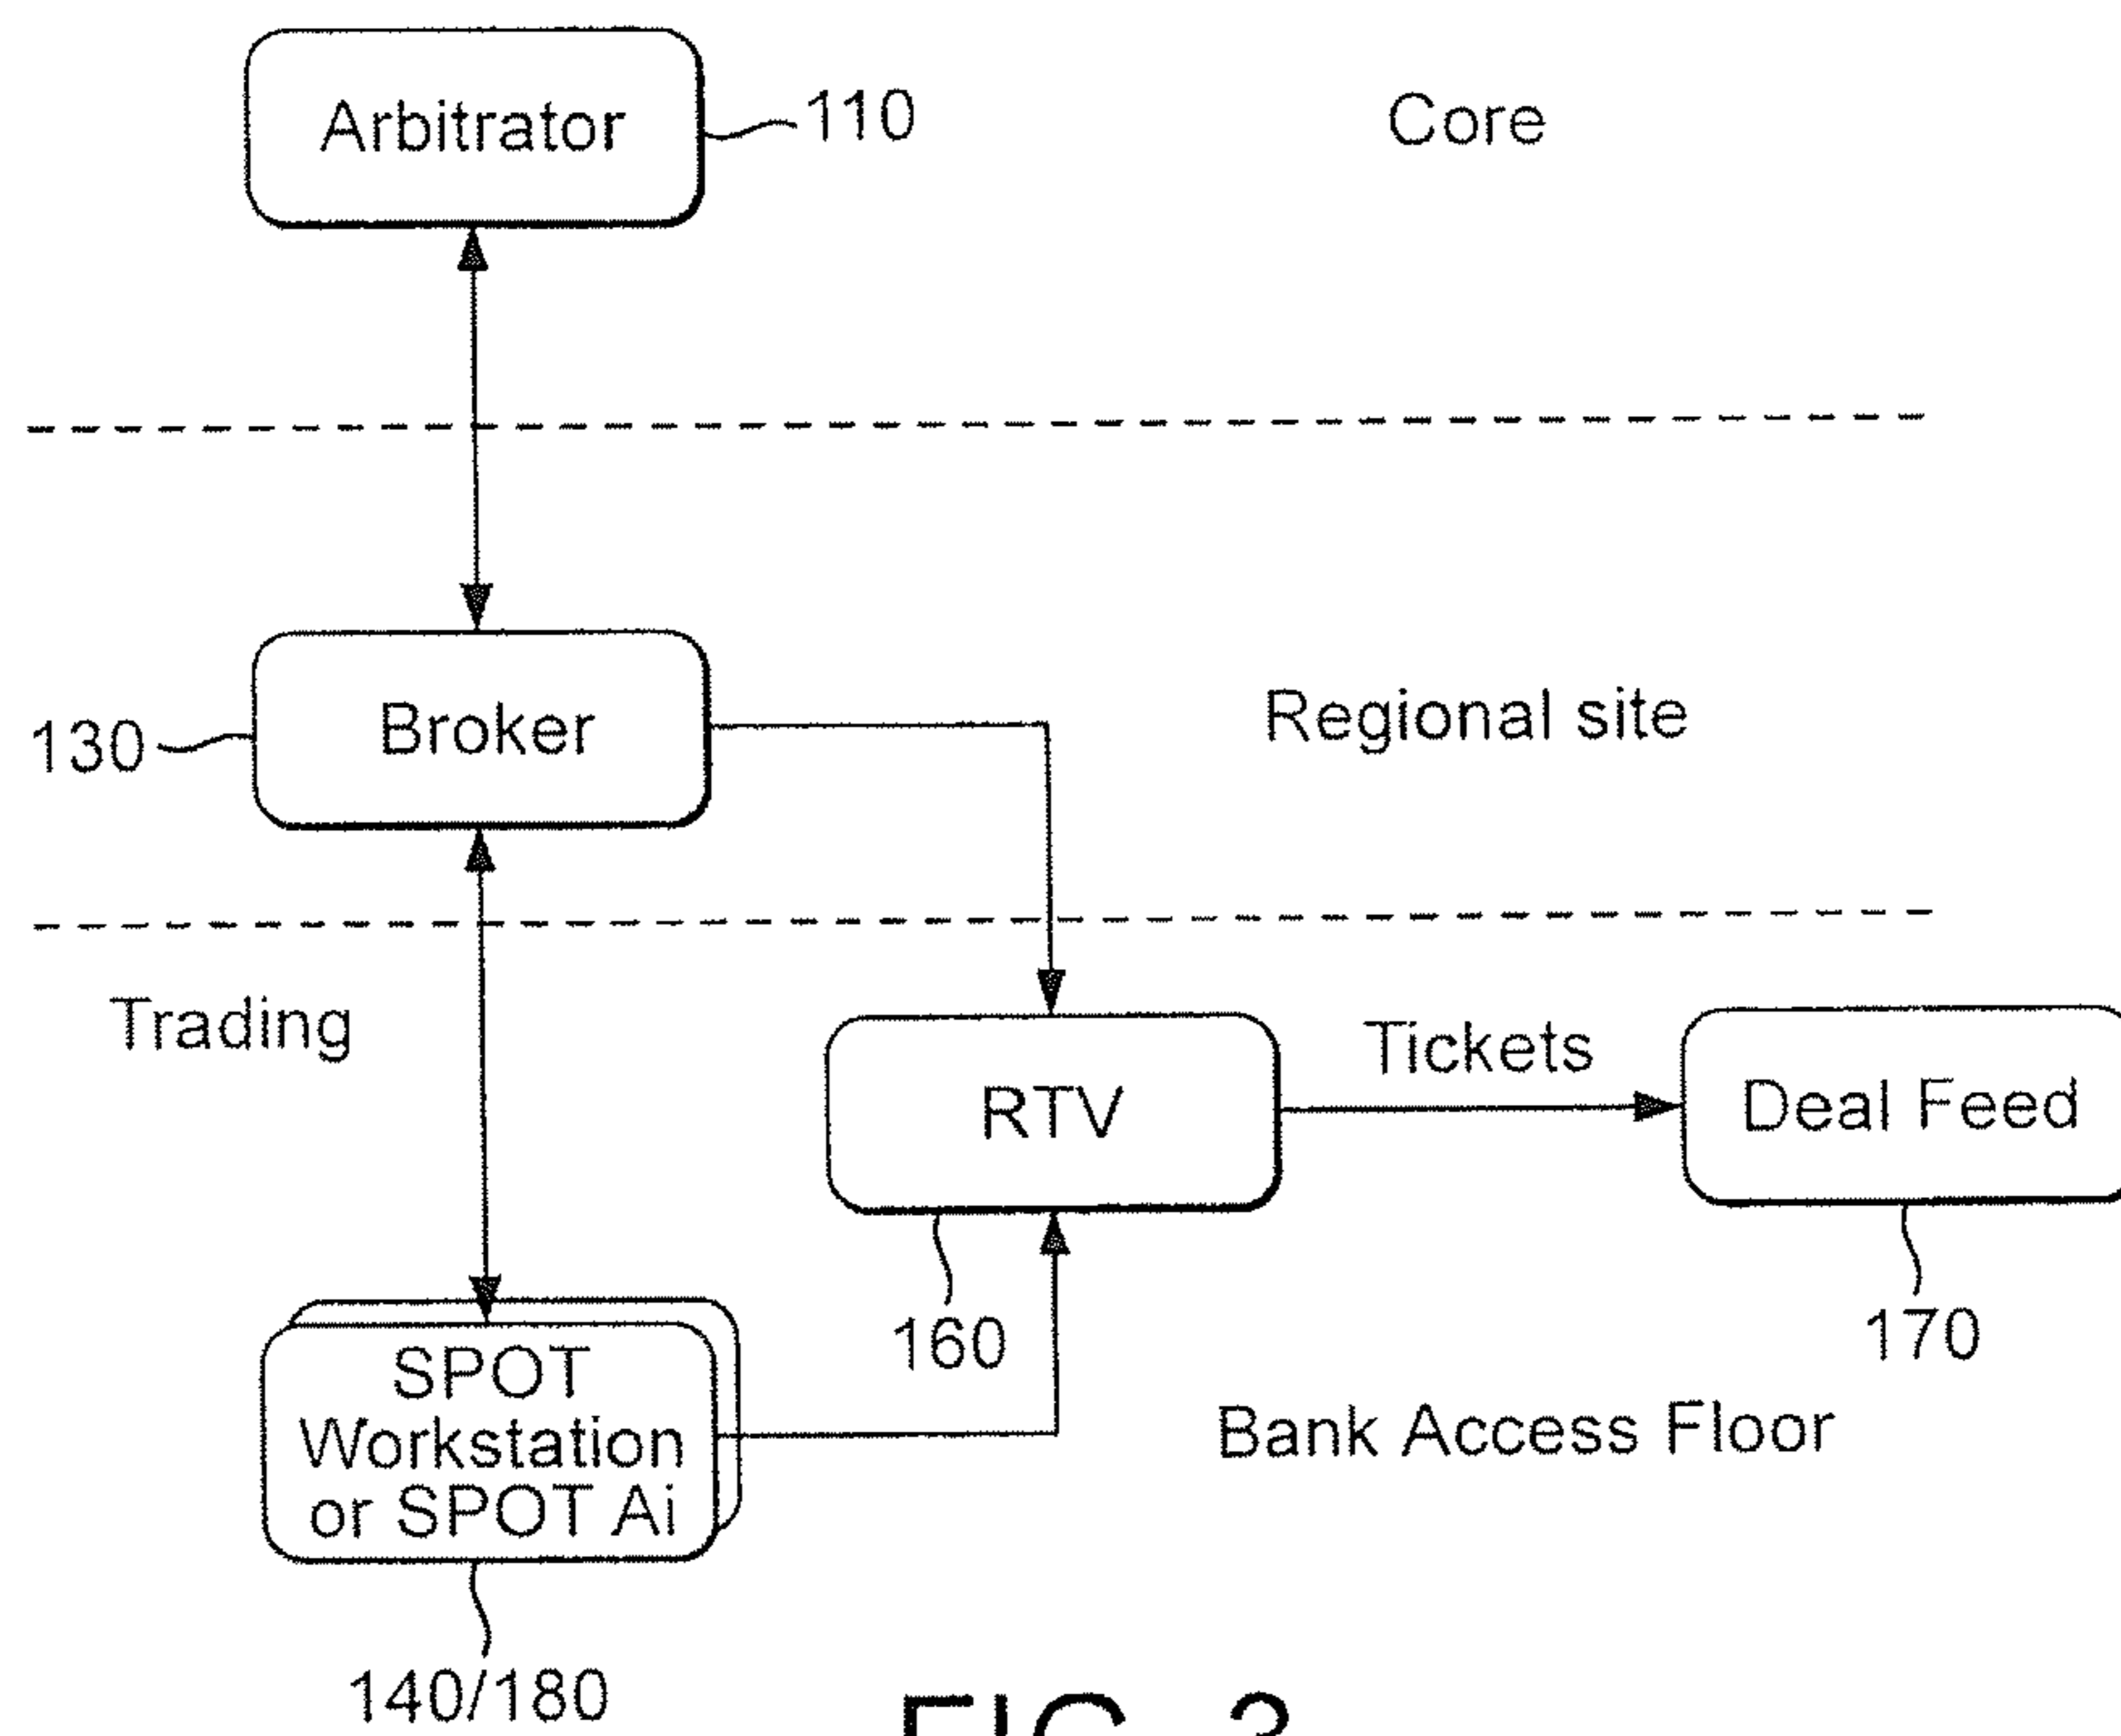 Arbitrator
110
Core
130
Broker
Regional site
Trading
RTV
Tickets
Deal Feed
160
170
SPOT
Workstation
or SPOT Ai
Bank Access Floor
140/180